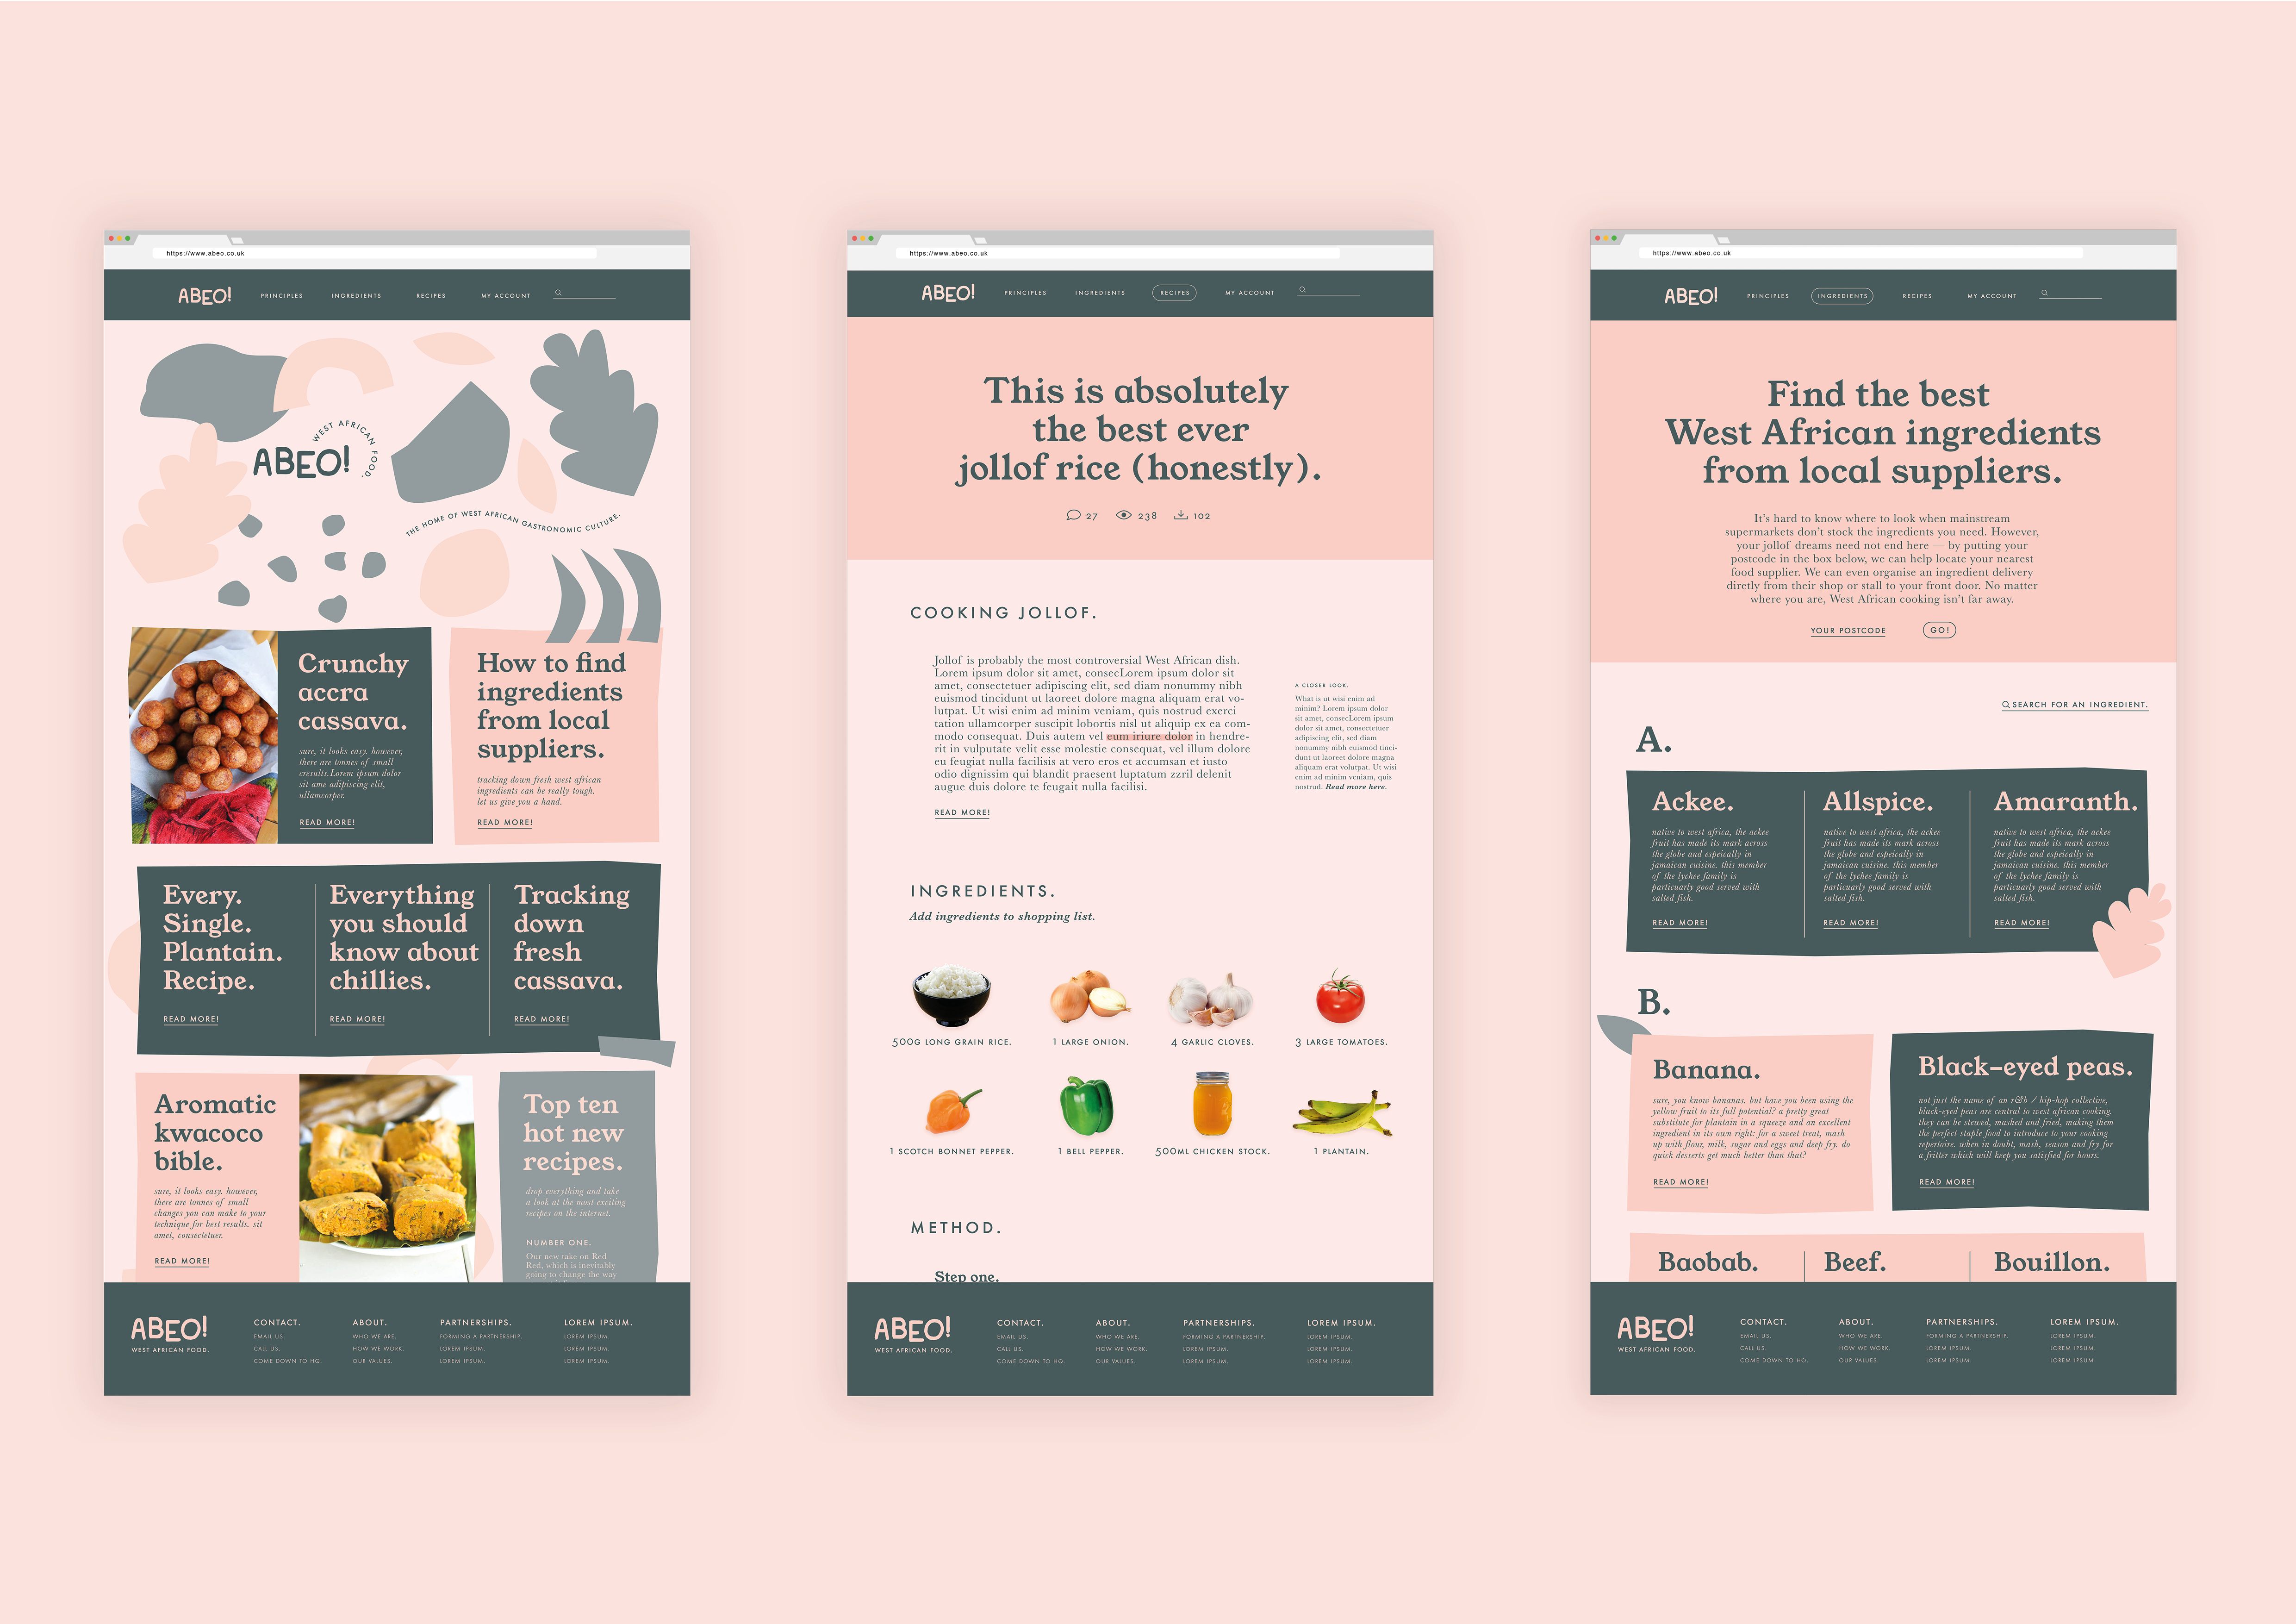 https://www.abeo.co.uk
ABEO!
PRINCIPLES
INGREDIENTS
RECIPES
MY ACCOUNT
WEST AFRICAN FOOD.
ABEO!
THE HOME OF WEST AFRICAN GASTRONOMIC CULTURE.
Crunchy
accra
cassava.
sure, it looks easy. however,
there are tonnes of small
cresults.Lorem ipsum dolor
sit ame adipiscing elit,
ullamcorper.
READ MORE!
How to find
ingredients
from local
suppliers.
tracking down fresh west african
ingredients can be really tough.
let us give you a hand.
READ MORE!
Every.
Single.
Plantain.
Recipe.
READ MORE!
Everything
you should
know about
chillies.
READ MORE!
Tracking
down
fresh
cassava.
READ MORE!
Aromatic
kwacoco
bible.
sure, it looks easy. however,
there are tonnes of small
changes you can make to your
technique for best results. sit
amet, consectetuer.
READ MORE!
Top ten
hot new
recipes.
drop everything and take
a look at the most exciting
recipes on the internet.
NUMBER ONE.
Our new take on Red
Red, which is inevitably
going to change the way
ABEO!
WEST AFRICAN FOOD.
CONTACT.
EMAIL US.
CALL US.
COME DOWN TO HQ.
ABOUT.
WHO WE ARE.
HOW WE WORK.
OUR VALUES.
PARTNERSHIPS.
FORMING A PARTNERSHIP.
LOREM IPSUM.
LOREM IPSUM.
LOREM IPSUM.
LOREM IPSUM.
LOREM IPSUM.
LOREM IPSUM.
https://www.abeo.co.uk
ABEO!
PRINCIPLES
INGREDIENTS
RECIPES
MY ACCOUNT
This is absolutely
the best ever
jollof rice (honestly).
27
238
102
COOKING JOLLOF.
Jollof is probably the most controversial West African dish.
Lorem ipsum dolor sit amet, consecLorem ipsum dolor sit
amet, consectetuer adipiscing elit, sed diam nonummy nibh
euismod tincidunt ut laoreet dolore magna aliquam erat vo-
lutpat. Ut wisi enim ad minim veniam, quis nostrud exerci
tation ullamcorper suscipit lobortis nisl ut aliquip ex ea com-
modo consequat. Duis autem vel eum iriure dolor in hendre-
rit in vulputate velit esse molestie consequat, vel illum dolore
eu feugiat nulla facilisis at vero eros et accumsan et iusto
odio dignissim qui blandit praesent luptatum zzril delenit
augue duis dolore te feugait nulla facilisi.
READ MORE!
A CLOSER LOOK.
What is ut wisi enim ad
minim? Lorem ipsum dolor
sit amet, consecLorem ipsum
dolor sit amet, consectetuer
adipiscing elit, sed diam
nonummy nibh euismod tinci-
dunt ut laoreet dolore magna
aliquam erat volutpat. Ut wisi
enim ad minim veniam, quis
nostrud. Read more here.
INGREDIENTS.
Add ingredients to shopping list.
500G LONG GRAIN RICE.
1 LARGE ONION.
4 GARLIC CLOVES.
3 LARGE TOMATOES.
1 SCOTCH BONNET PEPPER.
1 BELL PEPPER.
500ML CHICKEN STOCK.
1 PLANTAIN.
METHOD.
Step one.
ABEO!
WEST AFRICAN FOOD.
CONTACT.
EMAIL US.
CALL US.
COME DOWN TO HQ.
ABOUT.
WHO WE ARE.
HOW WE WORK.
OUR VALUES.
PARTNERSHIPS.
FORMING A PARTNERSHIP.
LOREM IPSUM.
LOREM IPSUM.
LOREM IPSUM.
LOREM IPSUM.
LOREM IPSUM.
LOREM IPSUM.
https://www.abeo.co.uk
ABEO!
PRINCIPLES
INGREDIENTS
RECIPES
MY ACCOUNT
Find the best
West African ingredients
from local suppliers.
It's hard to know where to look when mainstream
supermarkets don't stock the ingredients you need. However,
your jollof dreams need not end here — by putting your
postcode in the box below, we can help locate your nearest
food supplier. We can even organise an ingredient delivery
diretly from their shop or stall to your front door. No matter
where you are, West African cooking isn't far away.
YOUR POSTCODE
GO!
SEARCH FOR AN INGREDIENT.
A.
Ackee.
native to west africa, the ackee
fruit has made its mark across
the globe and espeically in
jamaican cuisine. this member
of the lychee family is
particuarly good served with
salted fish.
READ MORE!
Allspice.
native to west africa, the ackee
fruit has made its mark across
the globe and espeically in
jamaican cuisine. this member
of the lychee family is
particuarly good served with
salted fish.
READ MORE!
Amaranth.
native to west africa, the ackee
fruit has made its mark across
the globe and espeically in
jamaican cuisine. this member
of the lychee family is
particuarly good served with
salted fish.
READ MORE!
B.
Banana.
sure, you know bananas. but have you been using the
yellow fruit to its full potential? a pretty great
substitute for plantain in a squeeze and an excellent
ingredient in its own right: for a sweet treat, mash
up with flour, milk, sugar and eggs and deep fry. do
quick desserts get much better than that?
READ MORE!
Black-eyed peas.
not just the name of an r&b / hip-hop collective,
black-eyed peas are central to west african cooking.
they can be stewed, mashed and fried, making them
the perfect staple food to introduce to your cooking
repertoire. when in doubt, mash, season and fry for
a fritter which will keep you satisfied for hours.
READ MORE!
Baobab.
Beef.
Bouillon.
ABEO!
WEST AFRICAN FOOD.
CONTACT.
EMAIL US.
CALL US.
COME DOWN TO HQ.
ABOUT.
WHO WE ARE.
HOW WE WORK.
OUR VALUES.
PARTNERSHIPS.
FORMING A PARTNERSHIP.
LOREM IPSUM.
LOREM IPSUM.
LOREM IPSUM.
LOREM IPSUM.
LOREM IPSUM.
LOREM IPSUM.